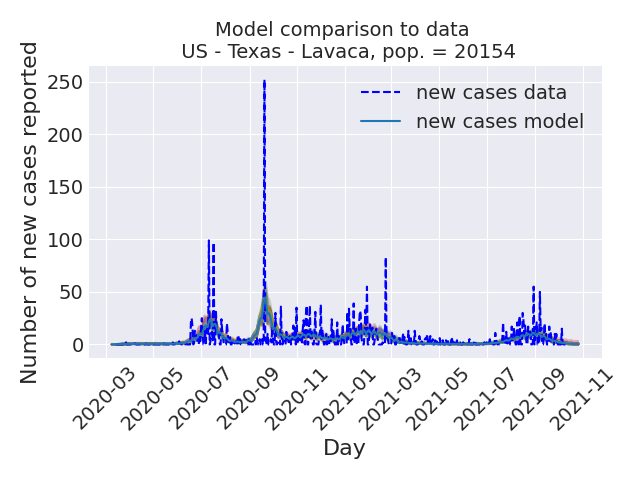 Model comparison to data
US - Texas - Lavaca, pop. = 20154
Number of new cases reported
250
200
150
100
50
0
new cases data
new cases model
2020-03
2020-05
2020-07
2020-09
2020-11
2021-01
2021-03
2021-05
2021-07
2021-09
2021-11
Day